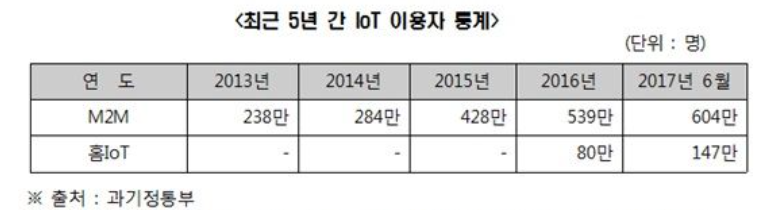 <최근 5년 간 IoT 이용자 통계>
(단위 : 명)
연 도 2013년 2014년 2015년 2016년 2017년 6월
M2M 238만 284만 428만 539만 604만
홈IoT - - - 80만 147만
※ 출처 : 과기정통부